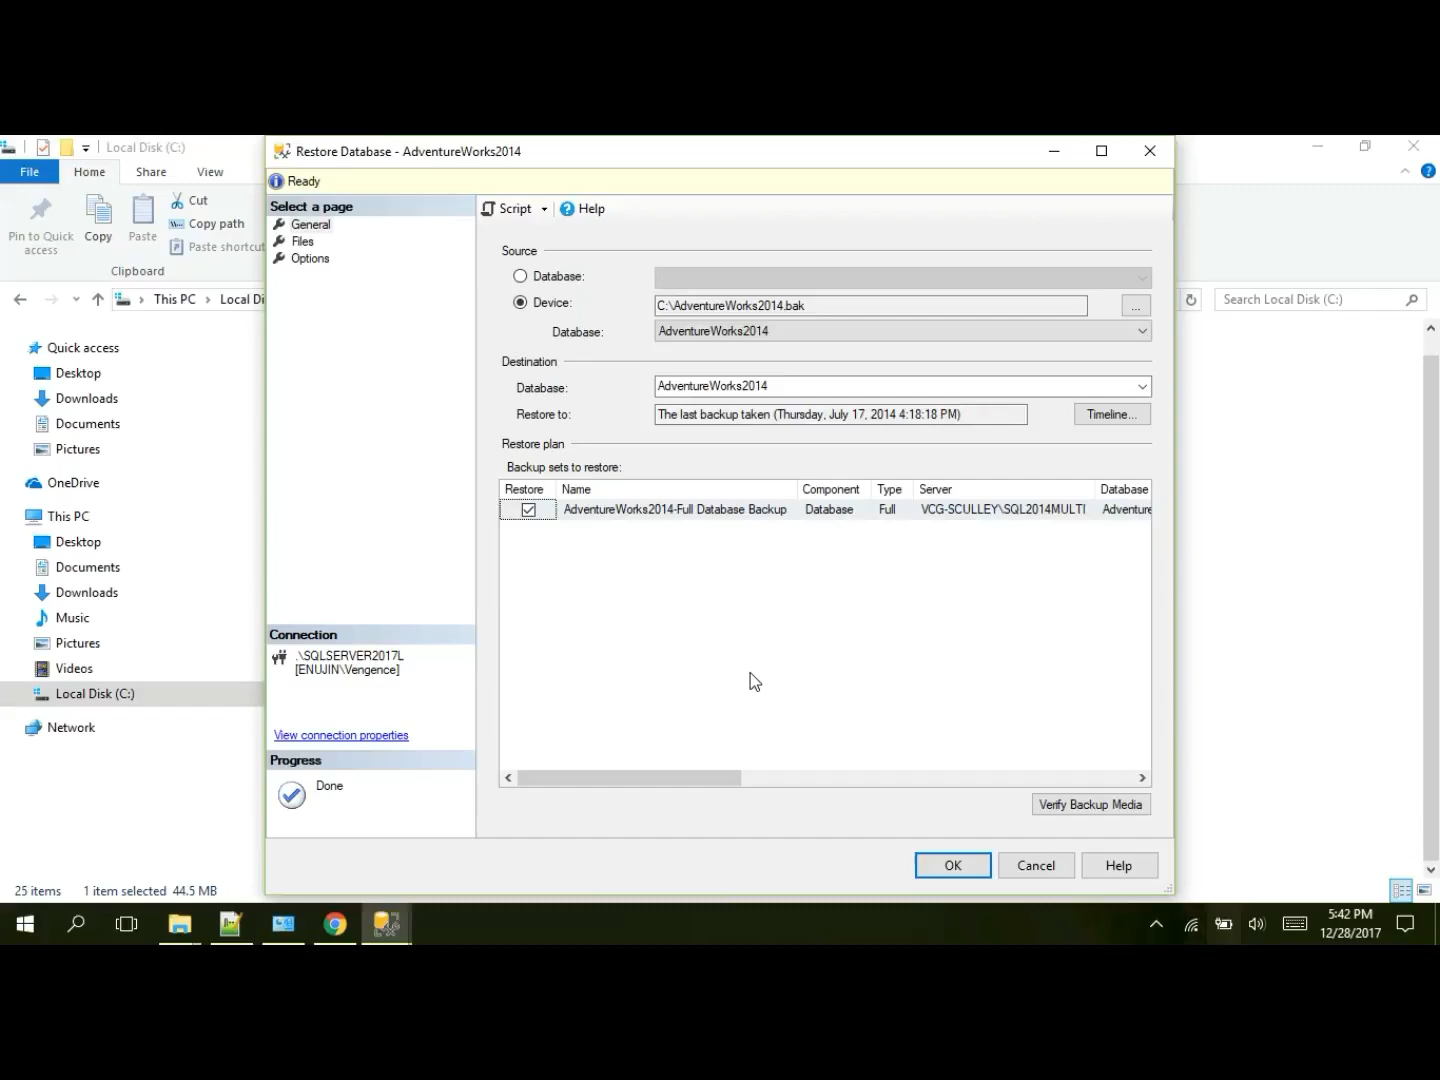 Local Disk (C:)
File Home Share View
Pin to Quick access
Copy
Paste
Cut
Copy path
Paste shortcut
Clipboard
This PC Local Di
Search Local Disk (C:)
Quick access
Desktop
Downloads
Documents
Pictures
OneDrive
This PC
Desktop
Documents
Downloads
Music
Pictures
Videos
Local Disk (C:)
Network
25 items 1 item selected 44.5 MB
Restore Database - AdventureWorks2014
Ready
Select a page
General
Files
Options
Connection
.\SQLSERVER2017L
[ENUJIN\Vengence]
View connection properties
Progress
Done
Script Help
Source
Database:
Device: C:\AdventureWorks2014.bak ...
Database: AdventureWorks2014
Destination
Database: AdventureWorks2014
Restore to: The last backup taken (Thursday, July 17, 2014 4:18:18 PM) Timeline...
Restore plan
Backup sets to restore:
Restore Name Component Type Server Database
AdventureWorks2014-Full Database Backup Database Full VCG-SCULLEY\SQL2014MULTI Adventure
Verify Backup Media
OK Cancel Help
5:42 PM
12/28/2017